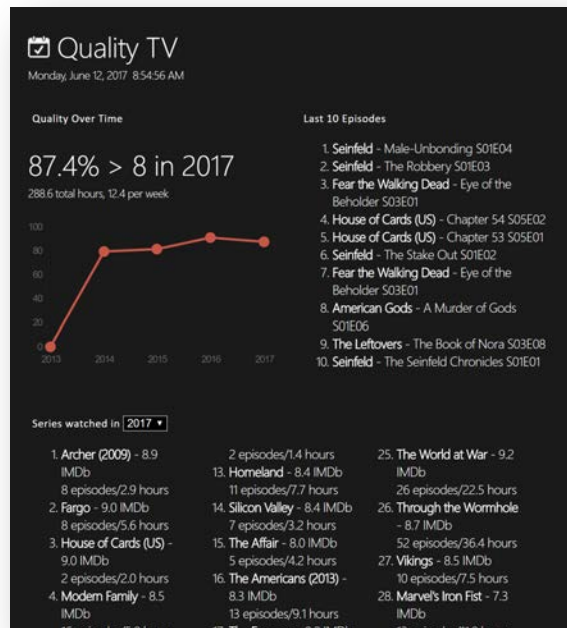 Quality TV
Monday, June 12, 2017 8:54:56 AM
Quality Over Time
87.4% > 8 in 2017
288.6 total hours, 12.4 per week
100
80
60
40
20
0
2013 2014 2015 2016 2017
Last 10 Episodes
1. Seinfeld - Male-Unbonding S01E04
2. Seinfeld - The Robbery S01E03
3. Fear the Walking Dead - Eye of the
Beholder S03E01
4. House of Cards (US) - Chapter 54 S05E02
5. House of Cards (US) - Chapter 53 S05E01
6. Seinfeld - The Stake Out S01E02
7. Fear the Walking Dead - Eye of the
Beholder S03E01
8. American Gods - A Murder of Gods
S01E06
9. The Leftovers - The Book of Nora S03E08
10. Seinfeld - The Seinfeld Chronicles S01E01
Series watched in 2017
1. Archer (2009) - 8.9
IMDb
8 episodes/2.9 hours
2. Fargo - 9.0 IMDb
8 episodes/5.6 hours
3. House of Cards (US) -
9.0 IMDb
2 episodes/2.0 hours
4. Modern Family - 8.5
IMDb
2 episodes/1.4 hours
13. Homeland - 8.4 IMDb
11 episodes/7.7 hours
14. Silicon Valley - 8.4 IMDb
7 episodes/3.2 hours
15. The Affair - 8.0 IMDb
5 episodes/4.2 hours
16. The Americans (2013) -
8.3 IMDb
13 episodes/9.1 hours
25. The World at War - 9.2
IMDb
26 episodes/22.5 hours
26. Through the Wormhole
- 8.7 IMDb
52 episodes/36.4 hours
27. Vikings - 8.5 IMDb
10 episodes/7.5 hours
28. Marvel's Iron Fist - 7.3
IMDb